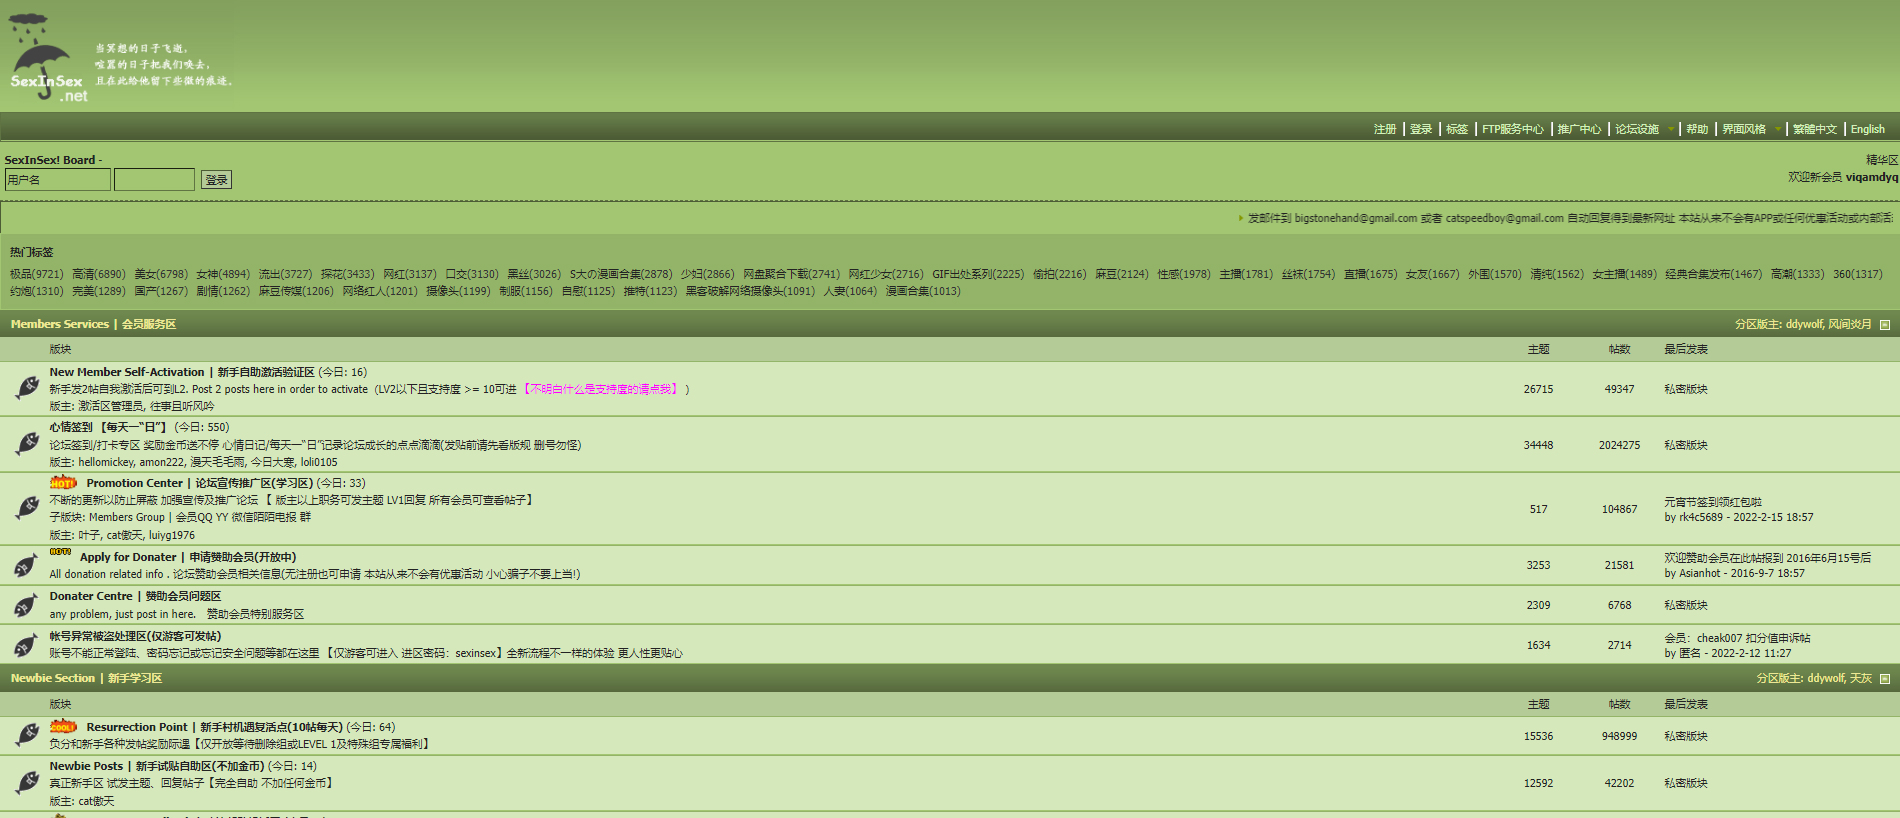 当冥想的日子飞逝,
喧嚣的日子把我们唤去,
且在此给他留下些微的痕迹.
SexInSex
.net
注册 | 登录 | 标签 | FTP服务中心 | 推广中心 | 论坛设施 | 帮助 | 界面风格 | 繁體中文 | English
SexInSex! Board -
精华区
用户名 登录
欢迎新会员 viqamdyq
发邮件到 bigstonehand@gmail.com 或者 catspeedboy@gmail.com 自动回复得到最新网址 本站从来不会有APP或任何优惠活动或内部活
热门标签
极品(9721) 高清(6890) 美女(6798) 女神(4894) 流出(3727) 探花(3433) 网红(3137) 口交(3130) 黑丝(3026) S大の漫画合集(2878) 少妇(2866) 网盘聚合下载(2741) 网红少女(2716) GIF出处系列(2225) 偷拍(2216) 麻豆(2124) 性感(1978) 主播(1781) 丝袜(1754) 直播(1675) 女友(1667) 外围(1570) 清纯(1562) 女主播(1489) 经典合集发布(1467) 高潮(1333) 360(1317)
约炮(1310) 完美(1289) 国产(1267) 剧情(1262) 麻豆传媒(1206) 网络红人(1201) 摄像头(1199) 制服(1156) 自慰(1125) 推特(1123) 黑客破解网络摄像头(1091) 人妻(1064) 漫画合集(1013)
Members Services | 会员服务区 分区版主: ddywolf, 风间炎月
版块 主题 帖数 最后发表
New Member Self-Activation | 新手自助激活验证区 (今日: 16)
新手发2帖自我激活后可到L2. Post 2 posts here in order to activate (LV2以下且支持度 >= 10可进 【不明白什么是支持度的请点我】 ) 26715 49347 私密版块
版主: 激活区管理员, 往事且听风吟
心情签到 【每天一“日”】 (今日: 550)
论坛签到/打卡专区 奖励金币送不停 心情日记/每天一“日”记录论坛成长的点点滴滴(发贴前请先看版规 删号勿怪) 34448 2024275 私密版块
版主: hellomickey, amon222, 漫天毛毛雨, 今日大寒, loli0105
HOT! Promotion Center | 论坛宣传推广区(学习区) (今日: 33)
不断的更新以防止屏蔽 加强宣传及推广论坛 【 版主以上职务可发主题 LV1回复 所有会员可查看帖子】 元宵节签到领红包啦
子版块: Members Group | 会员QQ YY 微信陌陌电报 群 517 104867 by rk4c5689 - 2022-2-15 18:57
版主: 叶子, cat傲天, luiyg1976
HOT! Apply for Donater | 申请赞助会员(开放中) 欢迎赞助会员在此帖报到 2016年6月15号后
All donation related info . 论坛赞助会员相关信息(无注册也可申请 本站从来不会有优惠活动 小心骗子不要上当!) 3253 21581 by Asianhot - 2016-9-7 18:57
Donater Centre | 赞助会员问题区
any problem, just post in here. 赞助会员特别服务区 2309 6768 私密版块
帐号异常被盗处理区(仅游客可发帖) 会员：cheak007 扣分值申诉帖
账号不能正常登陆、密码忘记或忘记安全问题等都在这里 【仅游客可进入 进区密码：sexinsex】全新流程不一样的体验 更人性更贴心 1634 2714 by 匿名 - 2022-2-12 11:27
Newbie Section | 新手学习区 分区版主: ddywolf, 天灰
版块 主题 帖数 最后发表
COOL! Resurrection Point | 新手村机遇复活点(10帖每天) (今日: 64)
负分和新手各种发帖奖励际遇【仅开放等待删除组或LEVEL 1及特殊组专属福利】 15536 948999 私密版块
Newbie Posts | 新手试贴自助区(不加金币) (今日: 14)
真正新手区 试发主题、回复帖子【完全自助 不加任何金币】 12592 42202 私密版块
版主: cat傲天